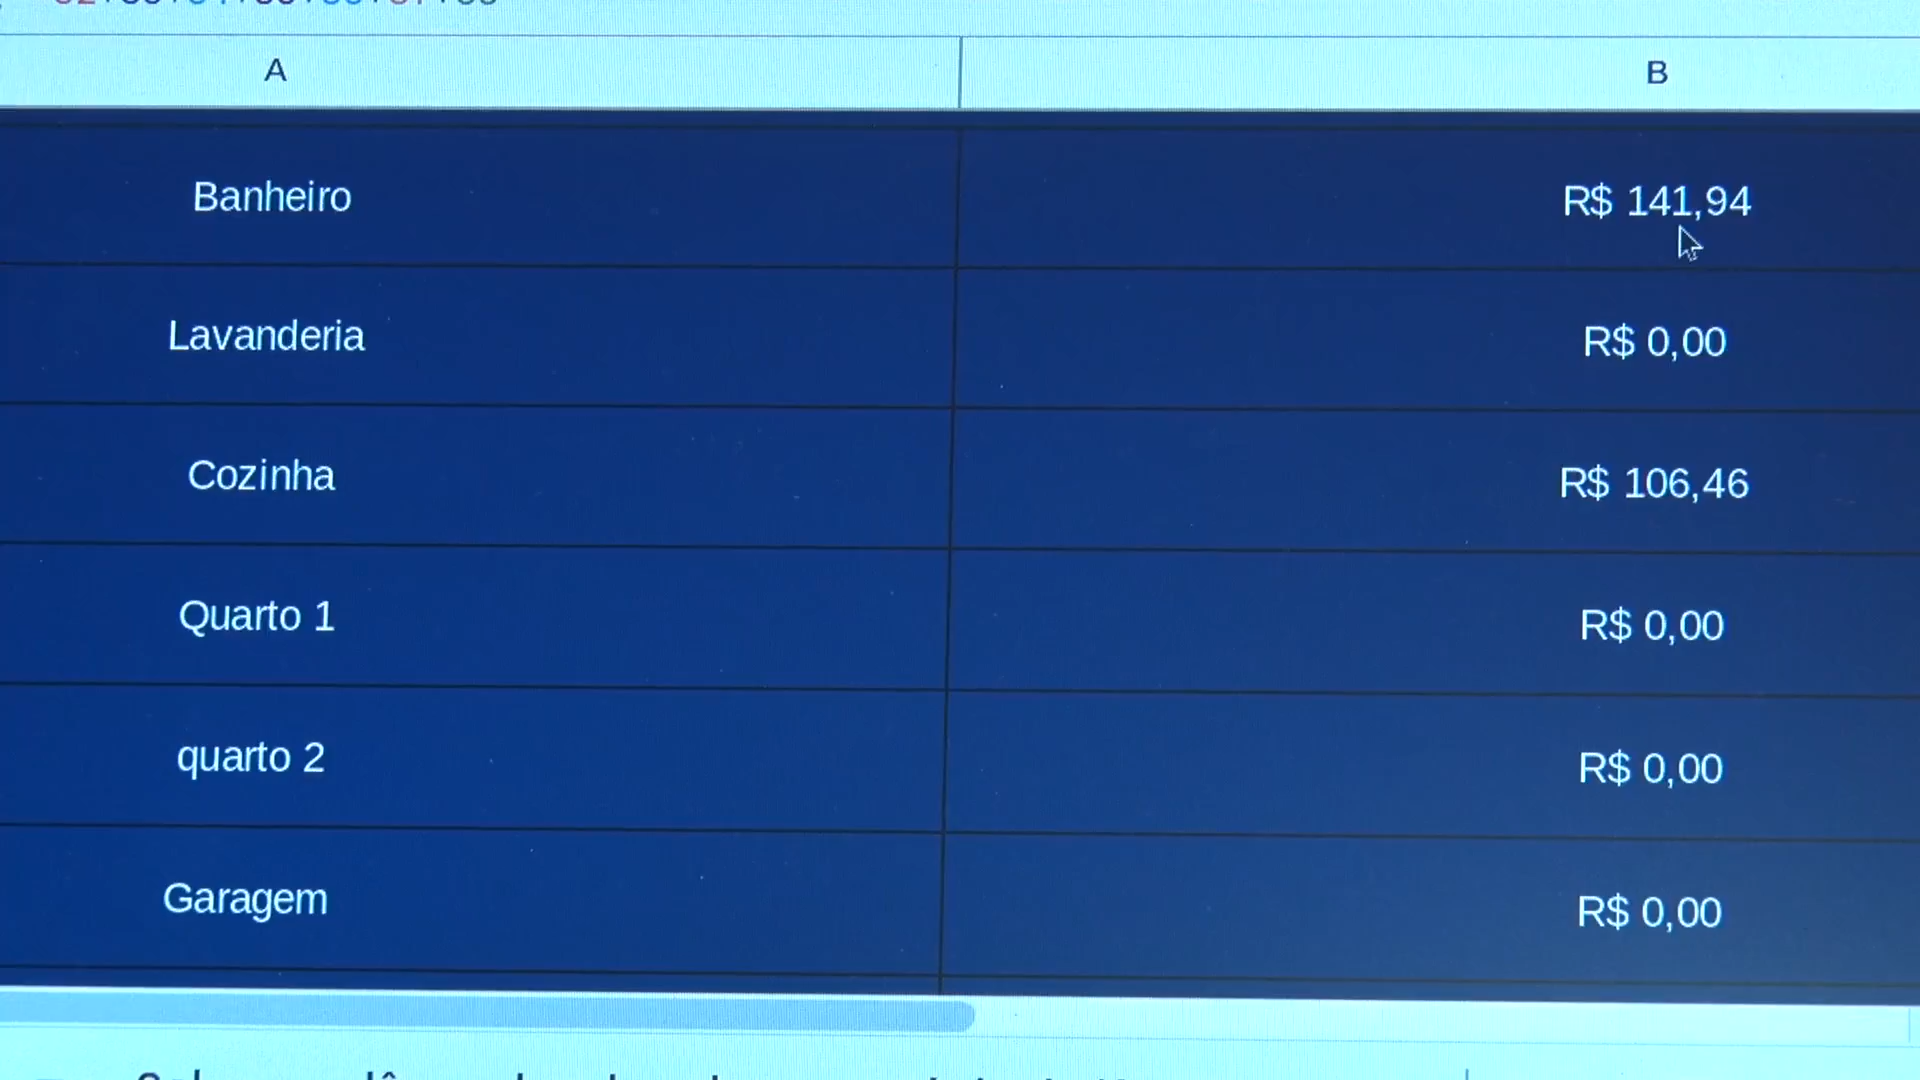 A B
Banheiro R$ 141,94
Lavanderia R$ 0,00
Cozinha R$ 106,46
Quarto 1 R$ 0,00
quarto 2 R$ 0,00
Garagem R$ 0,00